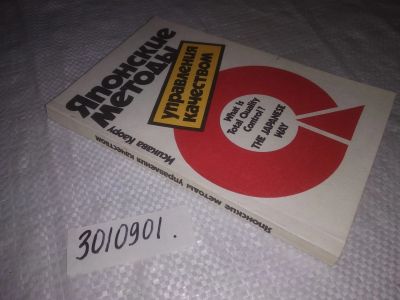 Японские
методы
управления
качеством
Исикава Каору
What is
Total Quality
Control?
THE JAPANESE
WAY
Японские методы управления качеством
3010901.